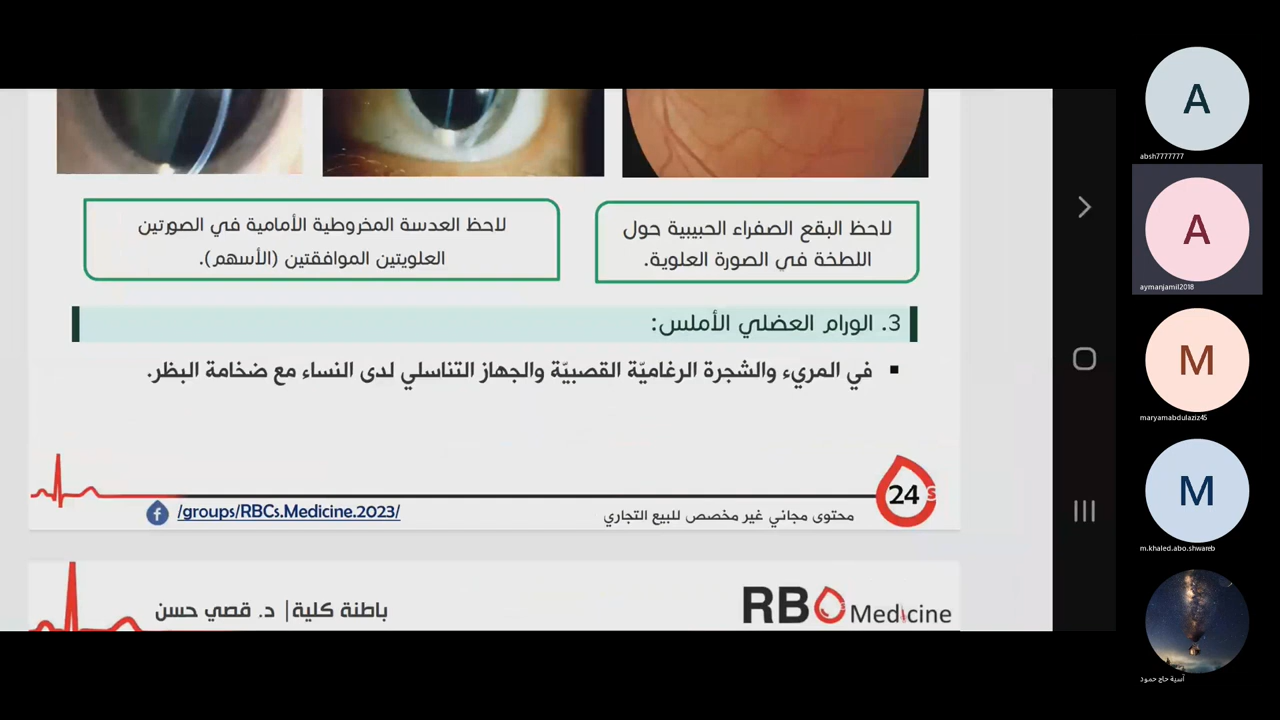 لاحظ البقع الصفراء الحبيبية حول
اللطخة في الصورة العلوية.
لاحظ العدسة المخروطية الأمامية في الصورتين
العلويتين الموافقتين (الأسهم).
3. الورام العضلي الأملس:
▪ في المريء والشجرة الرغاميّة القصبيّة والجهاز التناسلي لدى النساء مع ضخامة البظر.
24
محتوى مجاني غير مخصص للبيع التجاري
/groups/RBCs.Medicine.2023/
RBCs Medicine
باطنة كلية| د. قصي حسن
A
absh7777777
A
aymanjamil2018
M
maryamabdulaziz45
M
m.khaled.abo.shwareb
آسية حاج حمود